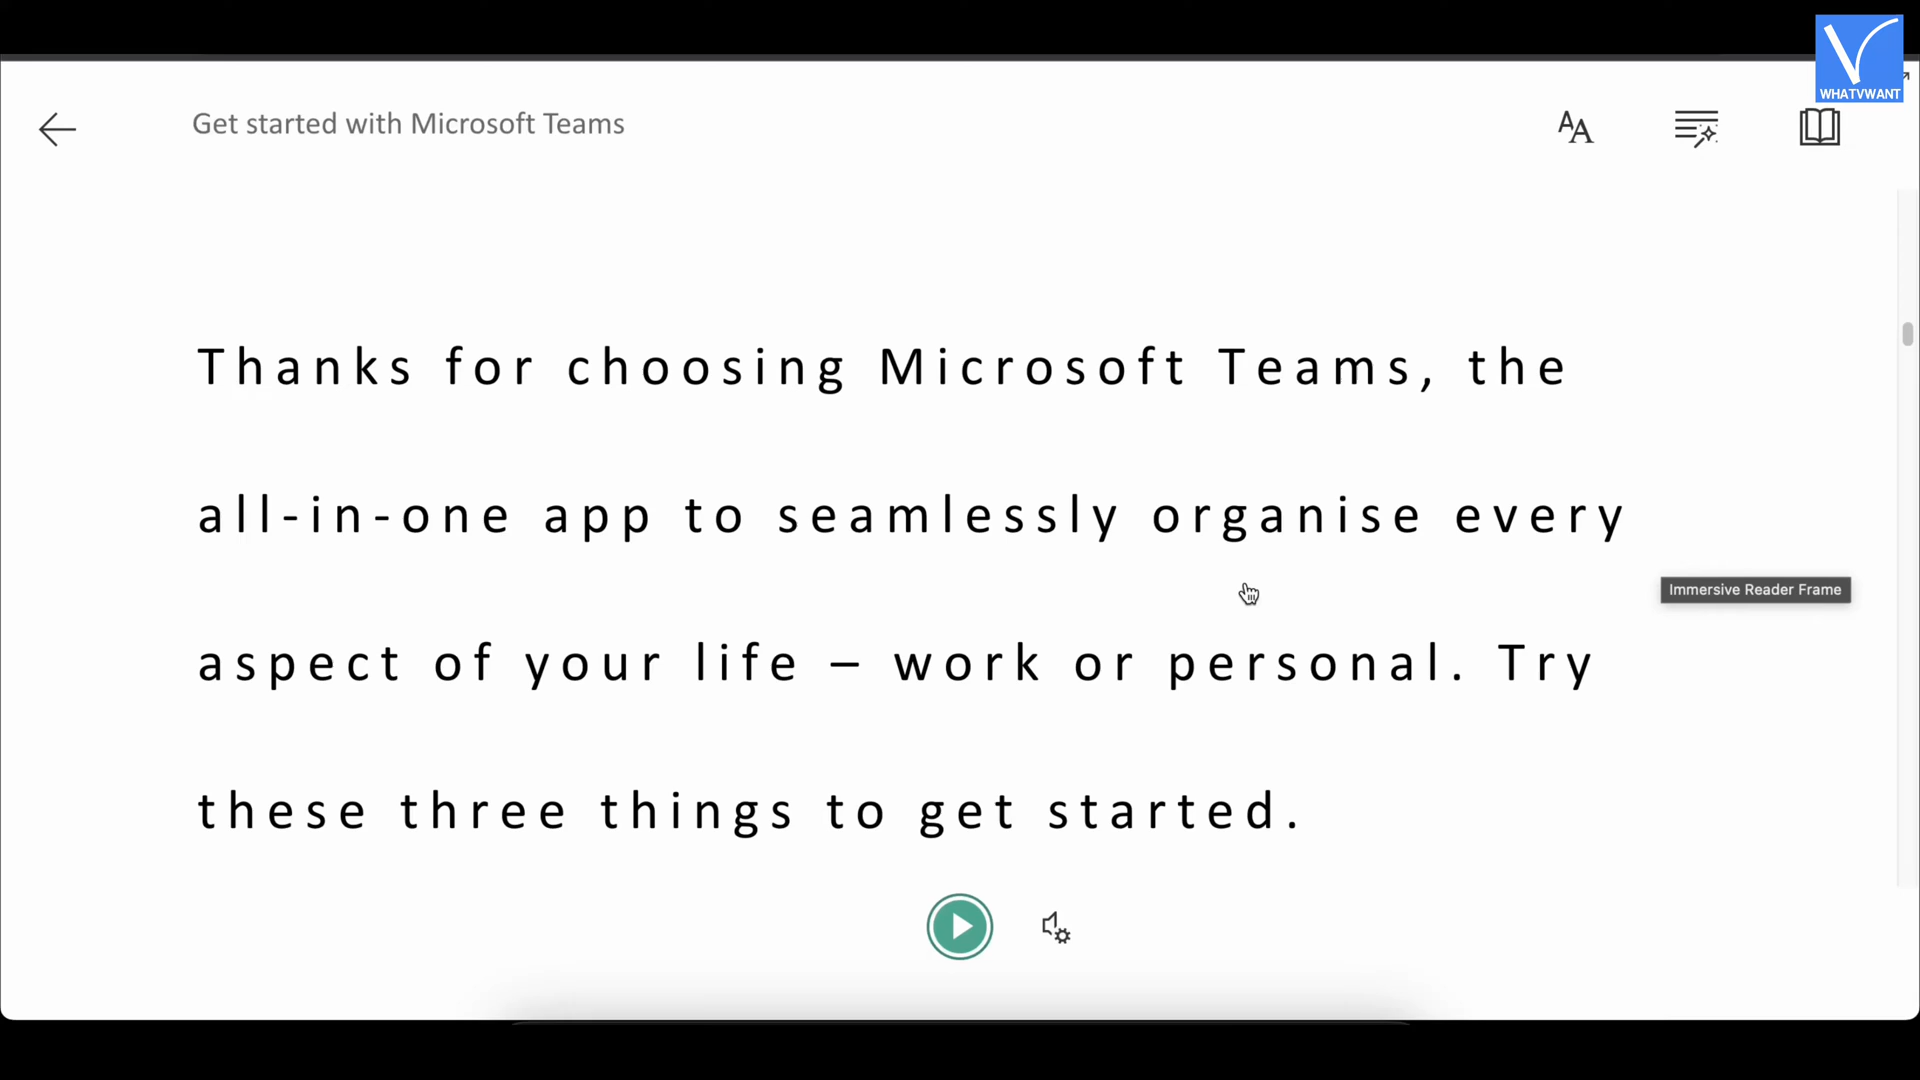 WHATVWANT
Get started with Microsoft Teams
AA
Thanks for choosing Microsoft Teams, the
all-in-one app to seamlessly organise every
Immersive Reader Frame
aspect of your life – work or personal. Try
these three things to get started.